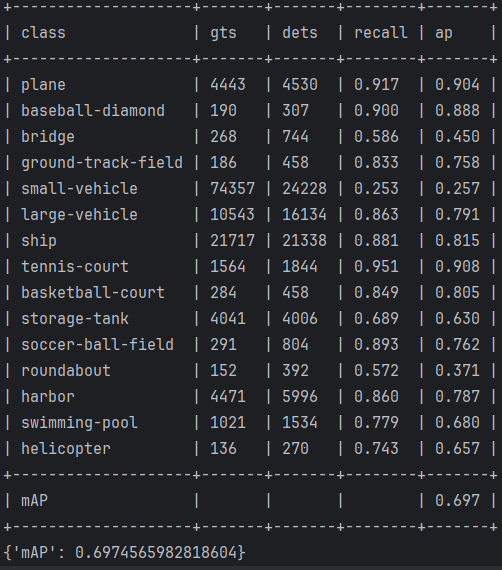 +--------------------+-------+-------+--------+-------+
| class              | gts   | dets  | recall | ap    |
+--------------------+-------+-------+--------+-------+
| plane              | 4443  | 4530  | 0.917  | 0.904 |
| baseball-diamond   | 190   | 307   | 0.900  | 0.888 |
| bridge             | 268   | 744   | 0.586  | 0.450 |
| ground-track-field | 186   | 458   | 0.833  | 0.758 |
| small-vehicle      | 74357 | 24228 | 0.253  | 0.257 |
| large-vehicle      | 10543 | 16134 | 0.863  | 0.791 |
| ship               | 21717 | 21338 | 0.881  | 0.815 |
| tennis-court       | 1564  | 1844  | 0.951  | 0.908 |
| basketball-court   | 284   | 458   | 0.849  | 0.805 |
| storage-tank       | 4041  | 4006  | 0.689  | 0.630 |
| soccer-ball-field  | 291   | 804   | 0.893  | 0.762 |
| roundabout         | 152   | 392   | 0.572  | 0.371 |
| harbor             | 4471  | 5996  | 0.860  | 0.787 |
| swimming-pool      | 1021  | 1534  | 0.779  | 0.680 |
| helicopter         | 136   | 270   | 0.743  | 0.657 |
+--------------------+-------+-------+--------+-------+
| mAP                |       |       |        | 0.697 |
+--------------------+-------+-------+--------+-------+
{'mAP': 0.6974565982818604}